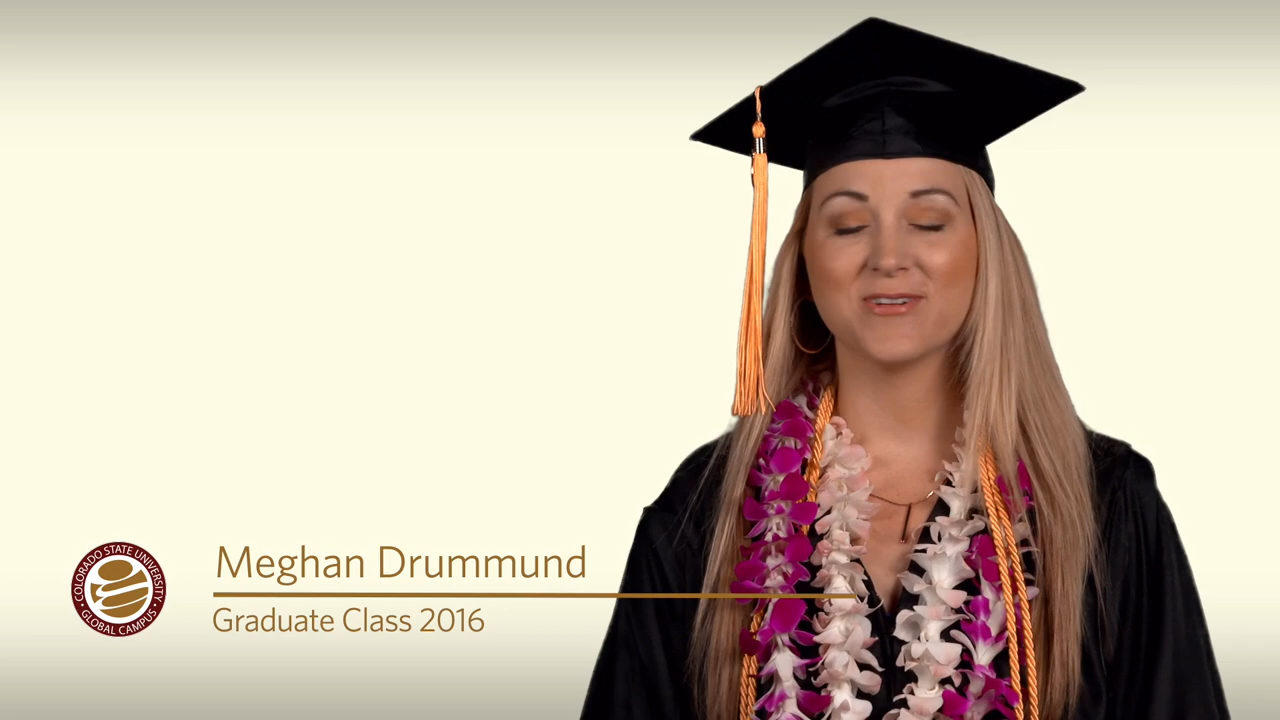 COLORADO STATE UNIVERSITY
GLOBAL CAMPUS
Meghan Drummund
Graduate Class 2016